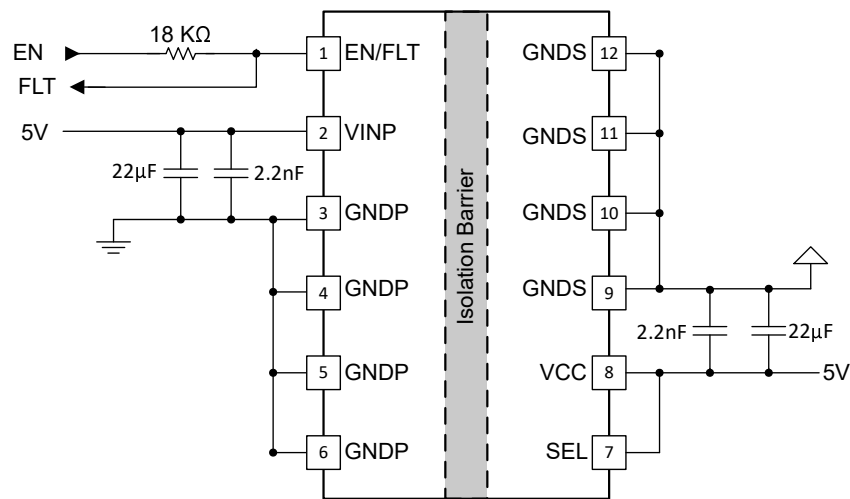 18 KΩ
EN 1 EN/FLT GNDS 12
FLT
5V 2 VINP GNDS 11
22µF 2.2nF
3 GNDP GNDS 10
Isolation Barrier
4 GNDP GNDS 9
2.2nF 22µF
5 GNDP VCC 8 5V
6 GNDP SEL 7